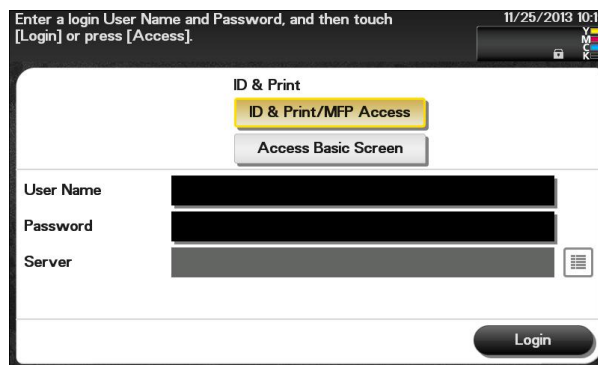 Enter a login User Name and Password, and then touch
[Login] or press [Access].
11/25/2013 10:1
Y
M
C
K
ID & Print
ID & Print/MFP Access
Access Basic Screen
User Name
Password
Server
Login